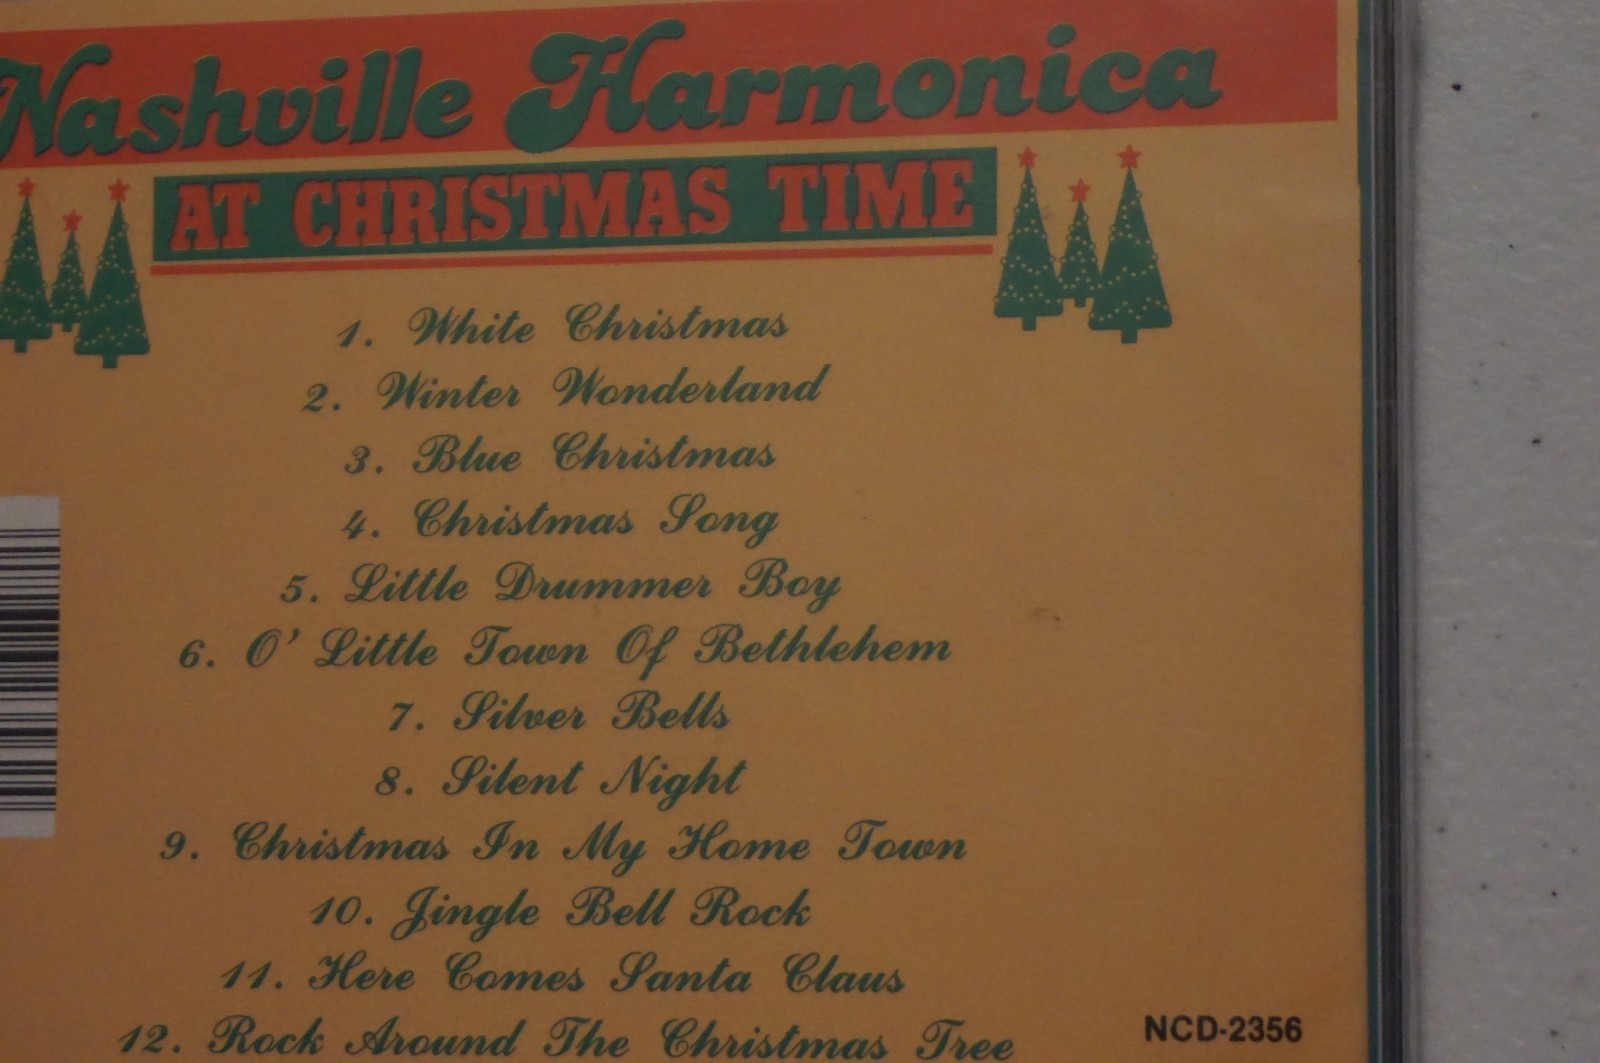 Nashville Harmonica
AT CHRISTMAS TIME
1. White Christmas
2. Winter Wonderland
3. Blue Christmas
4. Christmas Song
5. Little Drummer Boy
6. O' Little Town Of Bethlehem
7. Silver Bells
8. Silent Night
9. Christmas In My Home Town
10. Jingle Bell Rock
11. Here Comes Santa Claus
12. Rock Around The Christmas Tree
NCD-2356